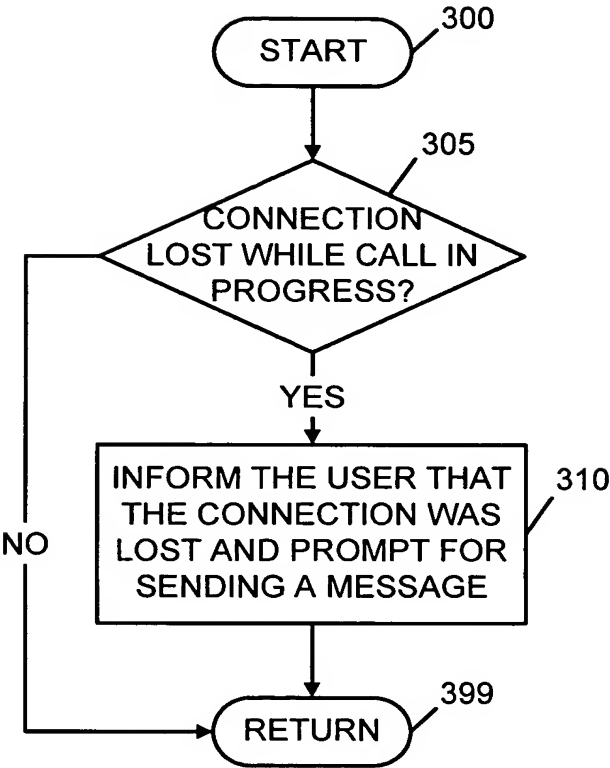 300
START
305
CONNECTION
LOST WHILE CALL IN
PROGRESS?
YES
INFORM THE USER THAT
THE CONNECTION WAS
LOST AND PROMPT FOR
SENDING A MESSAGE
310
NO
399
RETURN